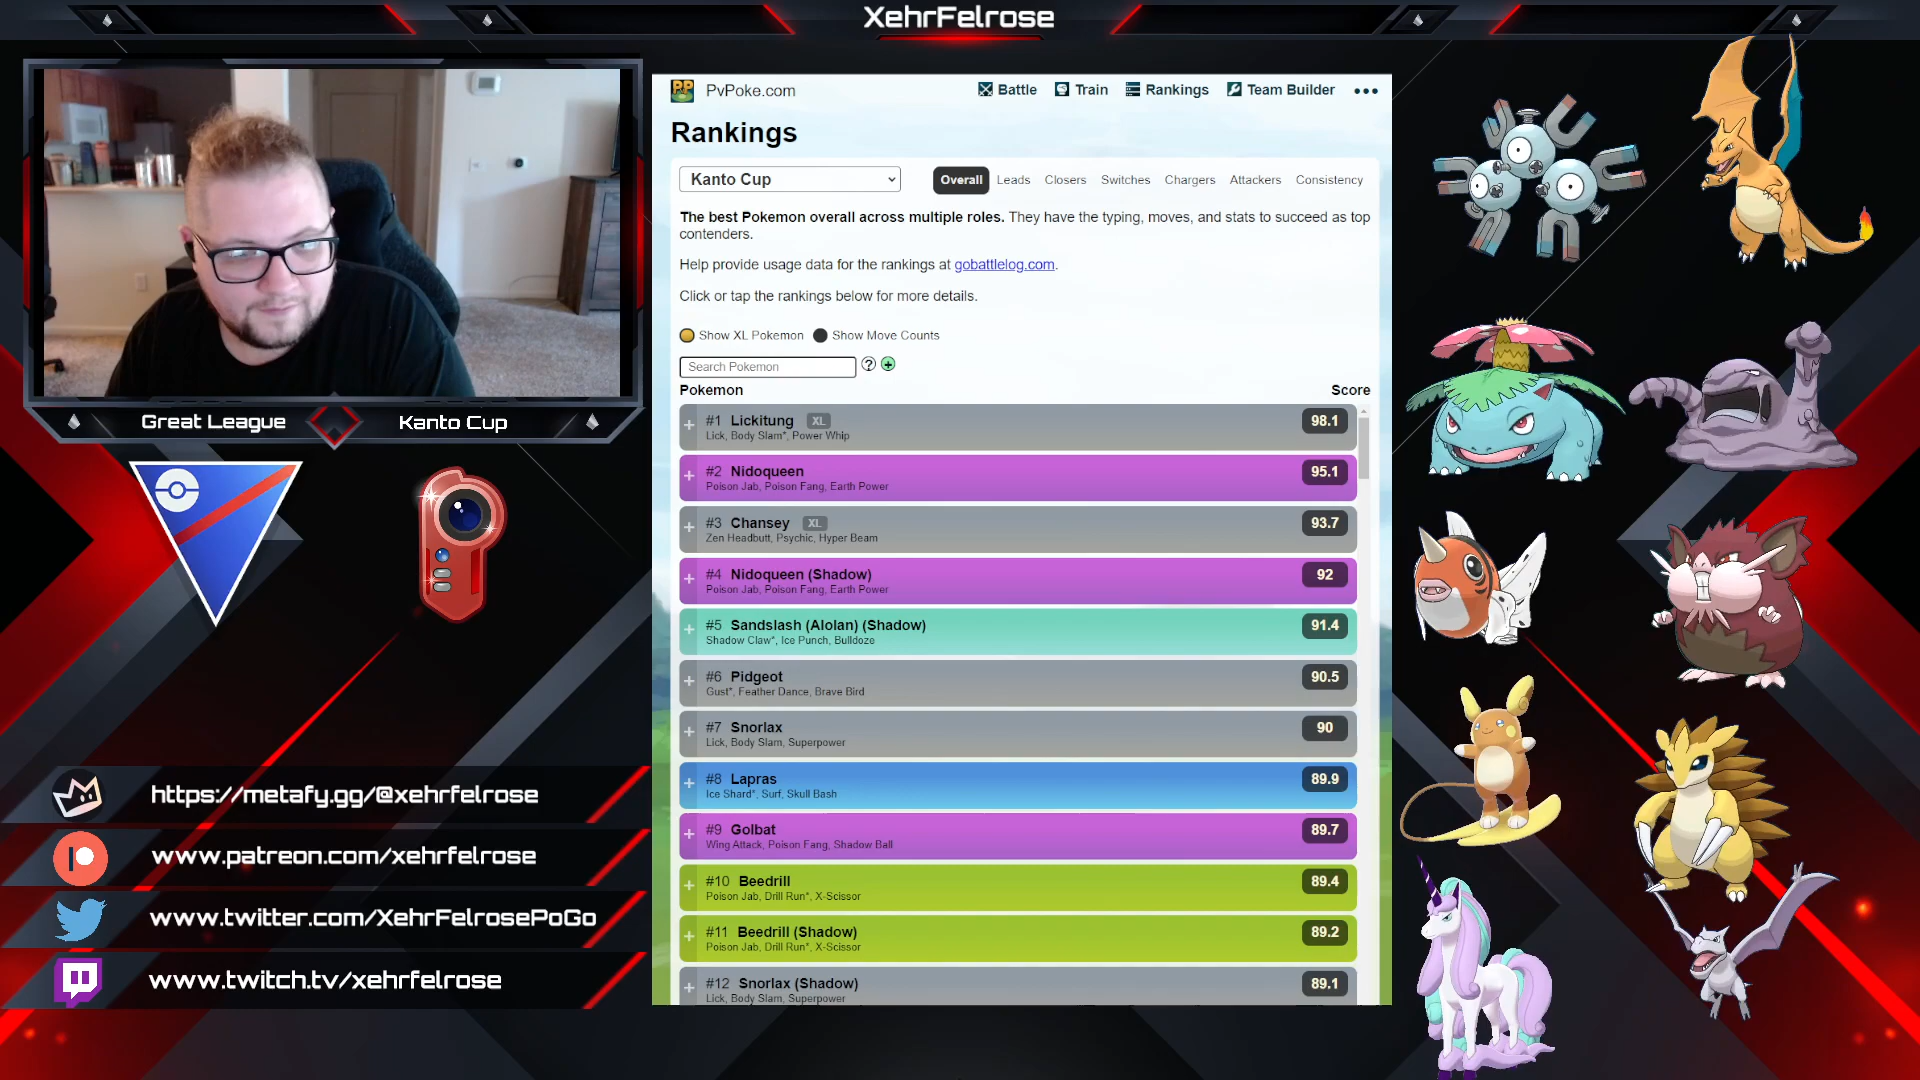 XehrFelrose
PvPoke.com
Battle
Train
Rankings
Team Builder
Rankings
Kanto Cup
Overall
Leads
Closers
Switches
Chargers
Attackers
Consistency
The best Pokemon overall across multiple roles. They have the typing, moves, and stats to succeed as top
contenders.
Help provide usage data for the rankings at gobattlelog.com.
Click or tap the rankings below for more details.
Show XL Pokemon
Show Move Counts
Search Pokemon
?
+
Pokemon
Score
+ #1 Lickitung XL 98.1
Lick, Body Slam*, Power Whip
+ #2 Nidoqueen 95.1
Poison Jab, Poison Fang, Earth Power
+ #3 Chansey XL 93.7
Zen Headbutt, Psychic, Hyper Beam
+ #4 Nidoqueen (Shadow) 92
Poison Jab, Poison Fang, Earth Power
+ #5 Sandslash (Alolan) (Shadow) 91.4
Shadow Claw*, Ice Punch, Bulldoze
+ #6 Pidgeot 90.5
Gust*, Feather Dance, Brave Bird
+ #7 Snorlax 90
Lick, Body Slam, Superpower
+ #8 Lapras 89.9
Ice Shard*, Surf, Skull Bash
+ #9 Golbat 89.7
Wing Attack, Poison Fang, Shadow Ball
+ #10 Beedrill 89.4
Poison Jab, Drill Run*, X-Scissor
+ #11 Beedrill (Shadow) 89.2
Poison Jab, Drill Run*, X-Scissor
+ #12 Snorlax (Shadow) 89.1
Lick, Body Slam, Superpower
Great League
Kanto Cup
https://metafy.gg/@xehrfelrose
www.patreon.com/xehrfelrose
www.twitter.com/XehrFelrosePoGo
www.twitch.tv/xehrfelrose